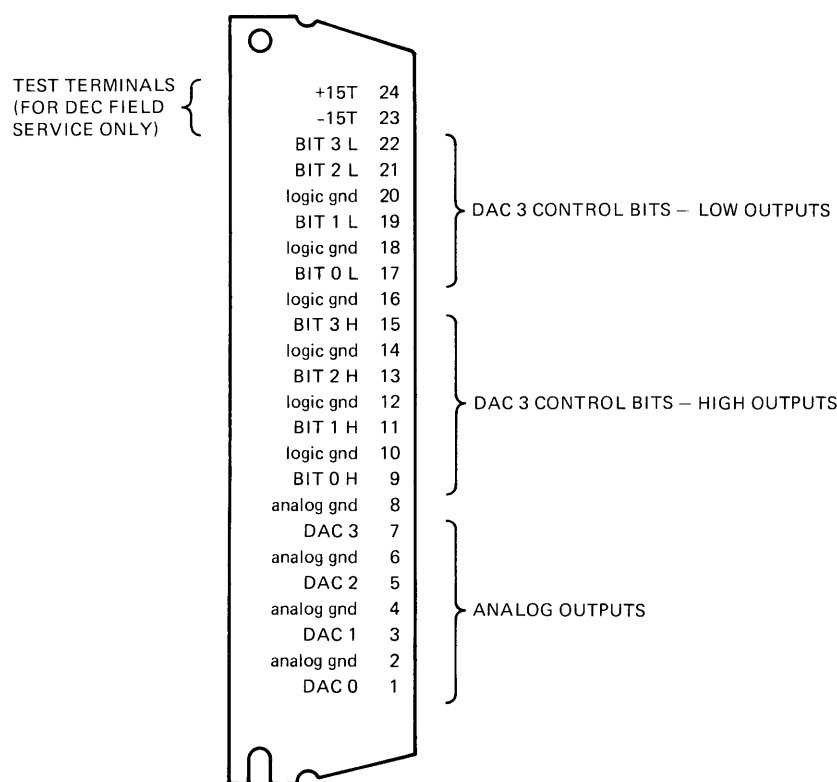 TEST TERMINALS
(FOR DEC FIELD
SERVICE ONLY)
+15T 24
-15T 23
BIT 3 L 22
BIT 2 L 21
logic gnd 20
BIT 1 L 19
logic gnd 18
BIT 0 L 17
logic gnd 16
BIT 3 H 15
logic gnd 14
BIT 2 H 13
logic gnd 12
BIT 1 H 11
logic gnd 10
BIT 0 H 9
analog gnd 8
DAC 3 7
analog gnd 6
DAC 2 5
analog gnd 4
DAC 1 3
analog gnd 2
DAC 0 1
DAC 3 CONTROL BITS – LOW OUTPUTS
DAC 3 CONTROL BITS – HIGH OUTPUTS
ANALOG OUTPUTS